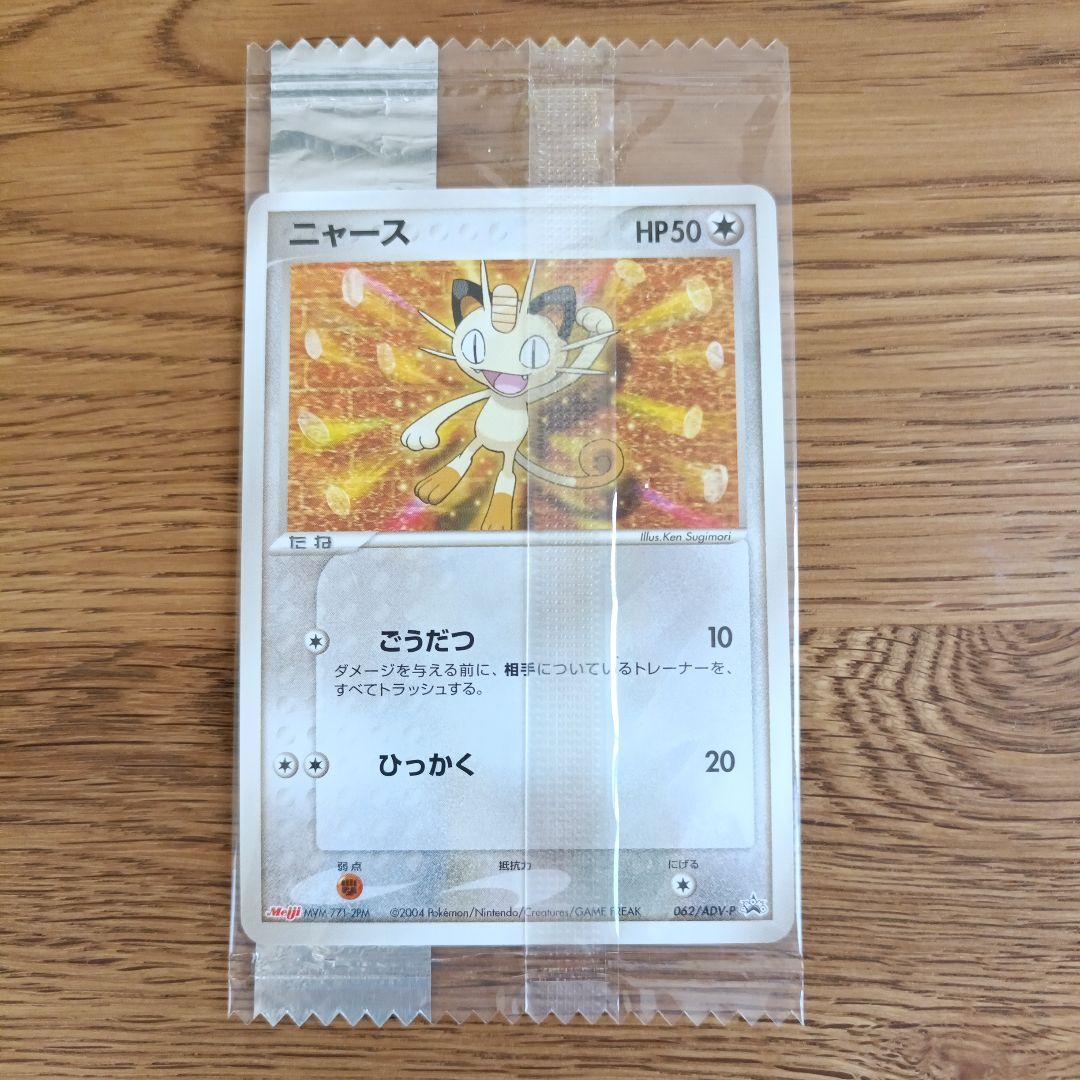 ニャース HP50
たね
Illus.Ken Sugimori
ごうだつ 10
ダメージを与える前に、相手についているトレーナーを、
すべてトラッシュする。
ひっかく 20
弱点 抵抗力 にげる
Meiji MVM 771-2PM ©2004 Pokémon/Nintendo/Creatures/GAME FREAK 062/ADV-P